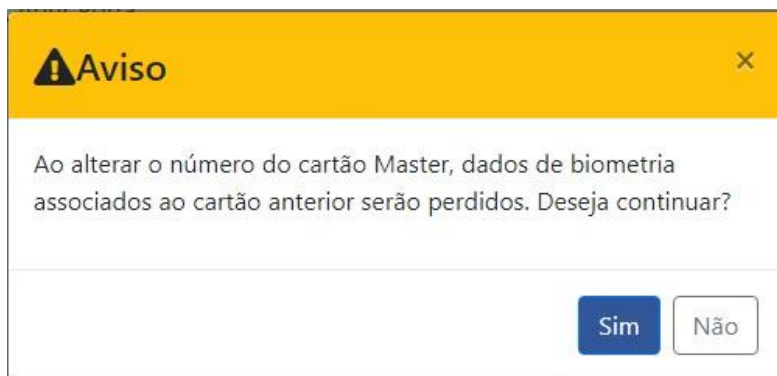 Aviso
×
Ao alterar o número do cartão Master, dados de biometria
associados ao cartão anterior serão perdidos. Deseja continuar?
Sim
Não